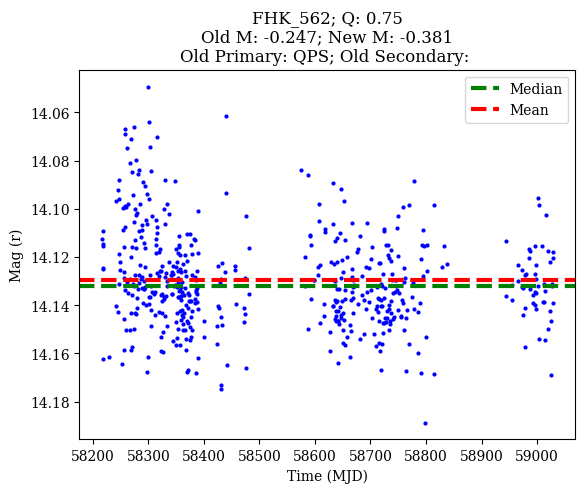 FHK_562; Q: 0.75
Old M: -0.247; New M: -0.381
Old Primary: QPS; Old Secondary:
Median
Mean
Mag (r)
14.06
14.08
14.10
14.12
14.14
14.16
14.18
58200 58300 58400 58500 58600 58700 58800 58900 59000
Time (MJD)